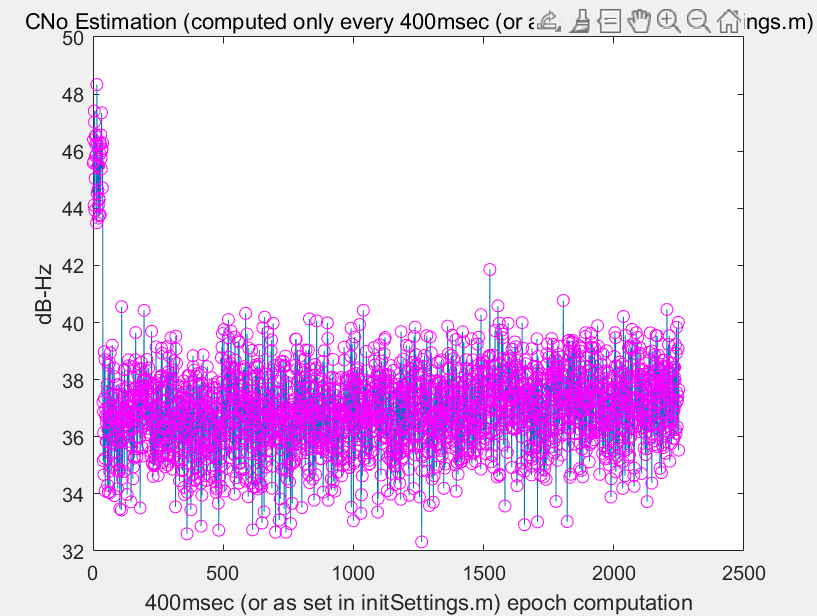 CNo Estimation (computed only every 400msec (or ings.m)
50
48
46
44
42
40
38
36
34
32
dB-Hz
0 500 1000 1500 2000 2500
400msec (or as set in initSettings.m) epoch computation